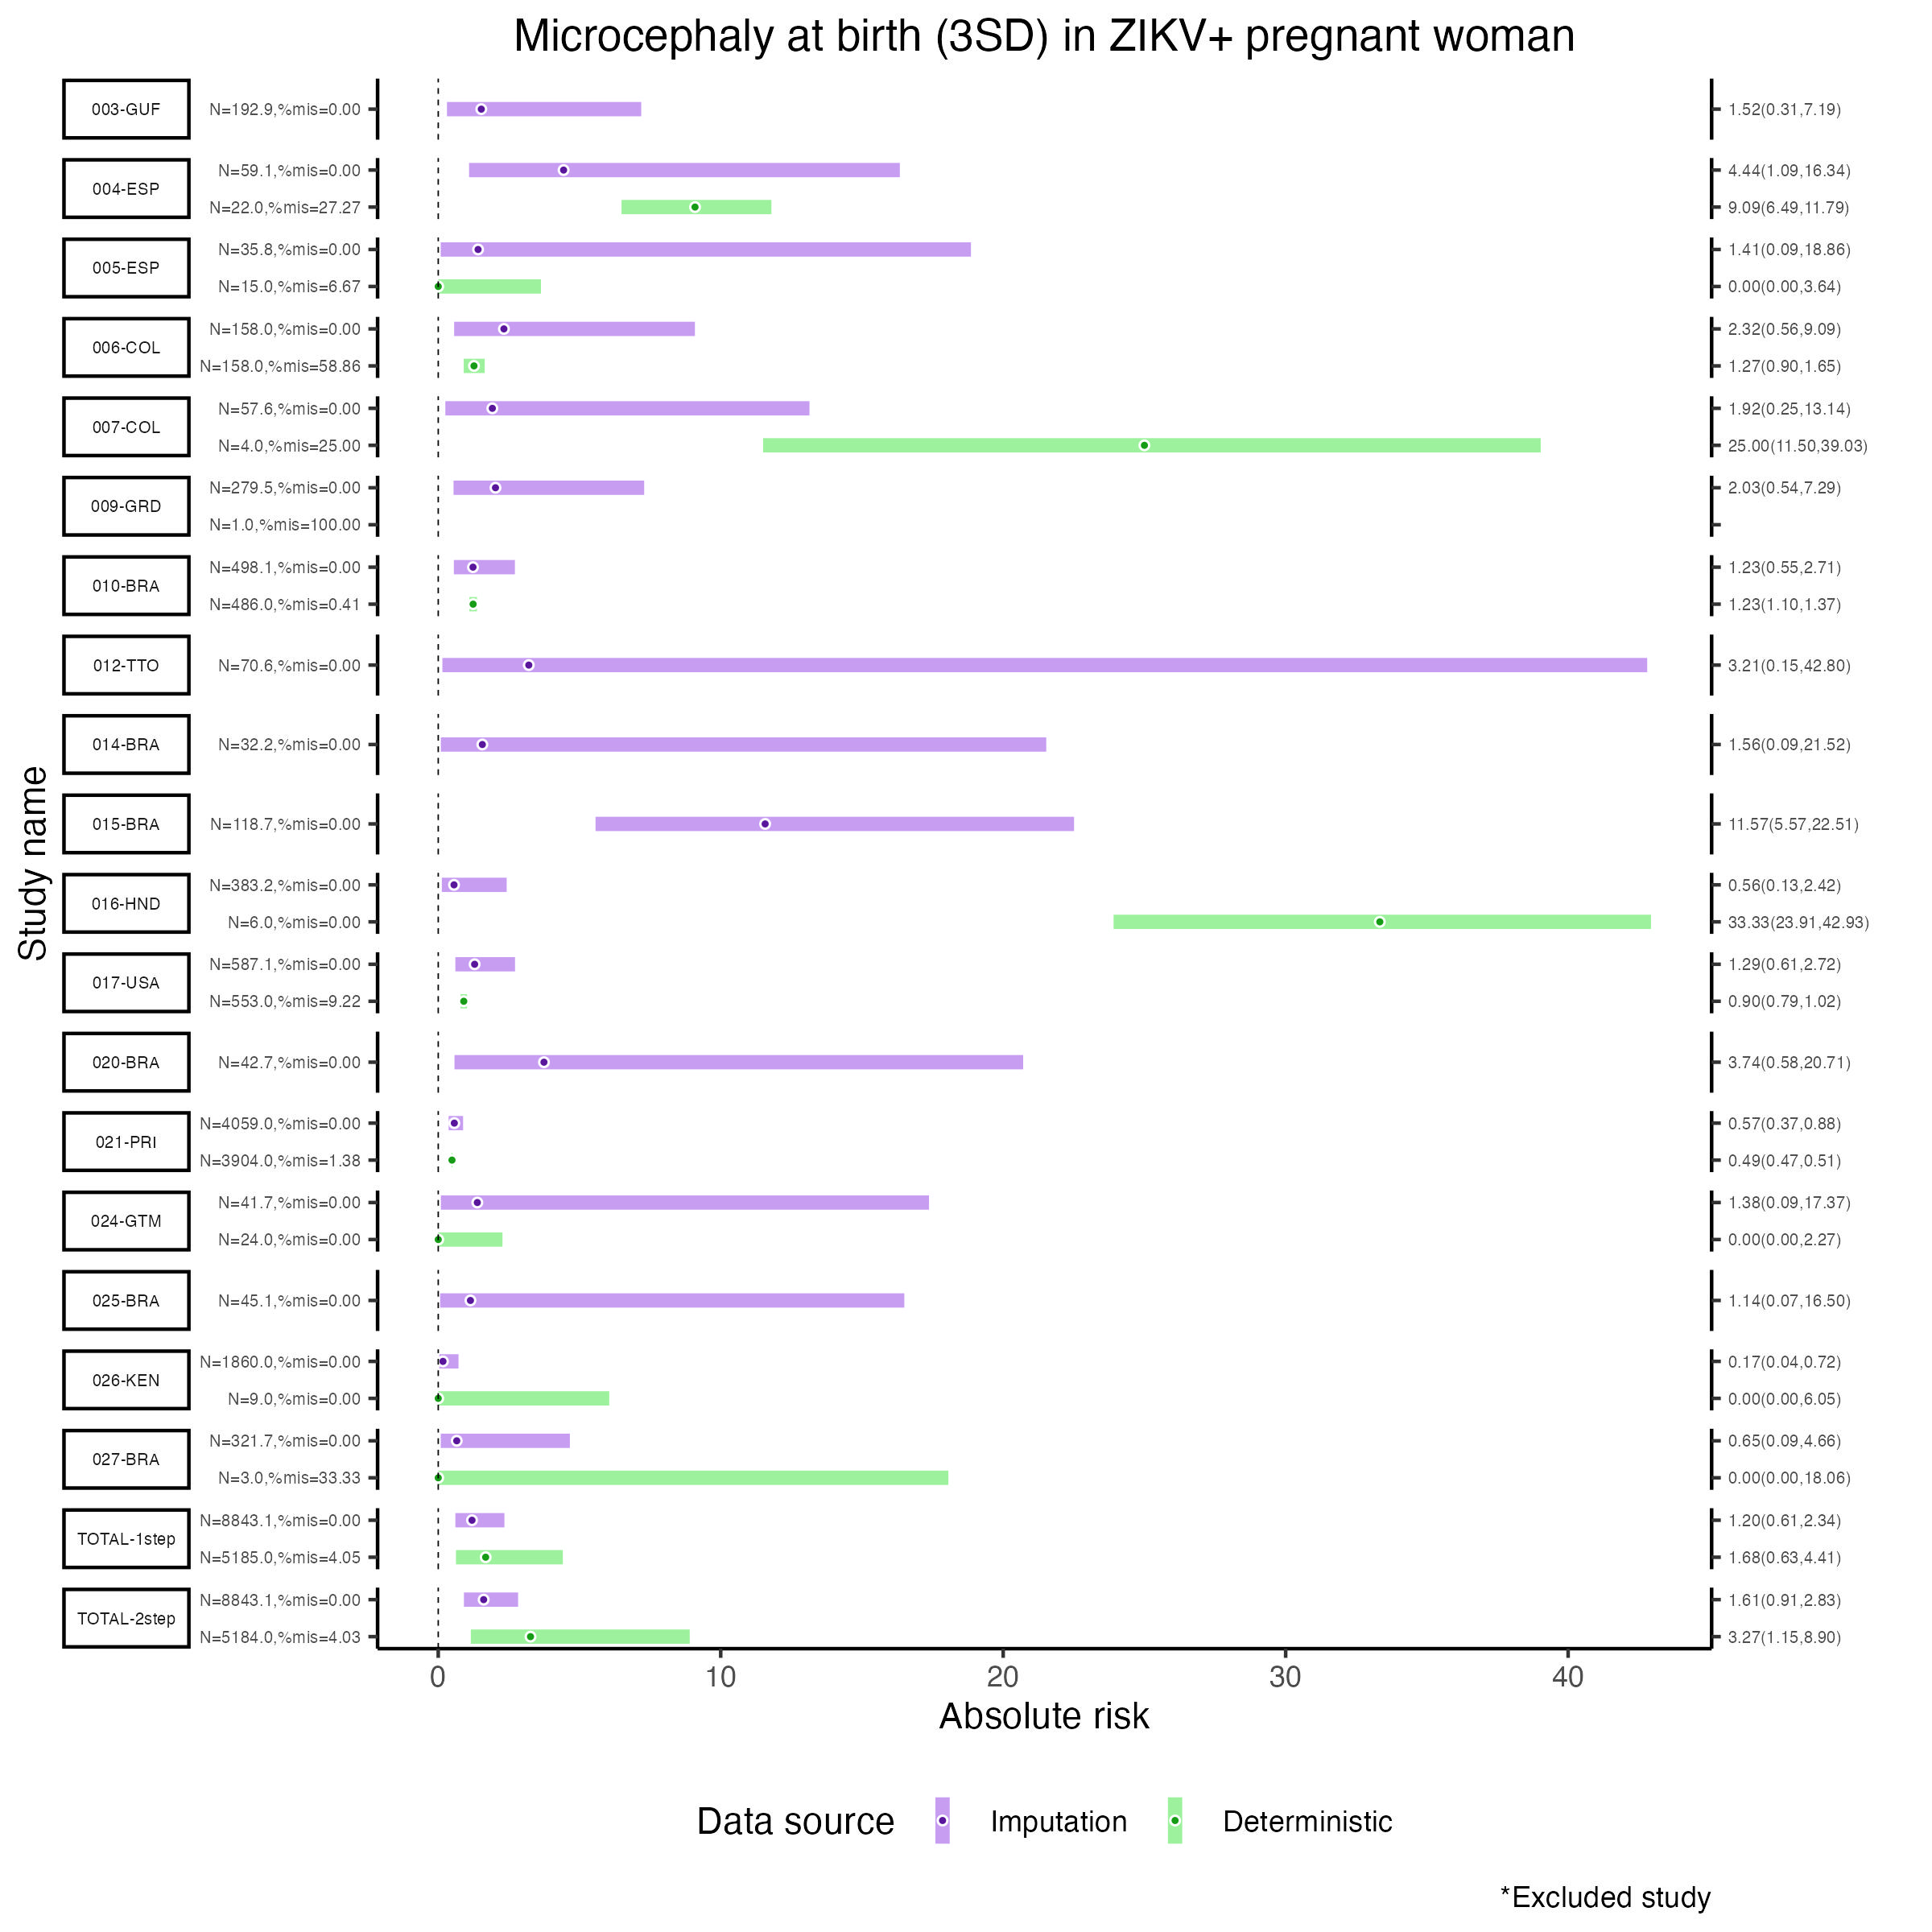 Microcephaly at birth (3SD) in ZIKV+ pregnant woman
Study name
003-GUF
N=192.9,%mis=0.00
1.52(0.31,7.19)
004-ESP
N=59.1,%mis=0.00
4.44(1.09,16.34)
N=22.0,%mis=27.27
9.09(6.49,11.79)
005-ESP
N=35.8,%mis=0.00
1.41(0.09,18.86)
N=15.0,%mis=6.67
0.00(0.00,3.64)
006-COL
N=158.0,%mis=0.00
2.32(0.56,9.09)
N=158.0,%mis=58.86
1.27(0.90,1.65)
007-COL
N=57.6,%mis=0.00
1.92(0.25,13.14)
N=4.0,%mis=25.00
25.00(11.50,39.03)
009-GRD
N=279.5,%mis=0.00
2.03(0.54,7.29)
N=1.0,%mis=100.00
010-BRA
N=498.1,%mis=0.00
1.23(0.55,2.71)
N=486.0,%mis=0.41
1.23(1.10,1.37)
012-TTO
N=70.6,%mis=0.00
3.21(0.15,42.80)
014-BRA
N=32.2,%mis=0.00
1.56(0.09,21.52)
015-BRA
N=118.7,%mis=0.00
11.57(5.57,22.51)
016-HND
N=383.2,%mis=0.00
0.56(0.13,2.42)
N=6.0,%mis=0.00
33.33(23.91,42.93)
017-USA
N=587.1,%mis=0.00
1.29(0.61,2.72)
N=553.0,%mis=9.22
0.90(0.79,1.02)
020-BRA
N=42.7,%mis=0.00
3.74(0.58,20.71)
021-PRI
N=4059.0,%mis=0.00
0.57(0.37,0.88)
N=3904.0,%mis=1.38
0.49(0.47,0.51)
024-GTM
N=41.7,%mis=0.00
1.38(0.09,17.37)
N=24.0,%mis=0.00
0.00(0.00,2.27)
025-BRA
N=45.1,%mis=0.00
1.14(0.07,16.50)
026-KEN
N=1860.0,%mis=0.00
0.17(0.04,0.72)
N=9.0,%mis=0.00
0.00(0.00,6.05)
027-BRA
N=321.7,%mis=0.00
0.65(0.09,4.66)
N=3.0,%mis=33.33
0.00(0.00,18.06)
TOTAL-1step
N=8843.1,%mis=0.00
1.20(0.61,2.34)
N=5185.0,%mis=4.05
1.68(0.63,4.41)
TOTAL-2step
N=8843.1,%mis=0.00
1.61(0.91,2.83)
N=5184.0,%mis=4.03
3.27(1.15,8.90)
0 10 20 30 40
Absolute risk
Data source Imputation Deterministic
*Excluded study